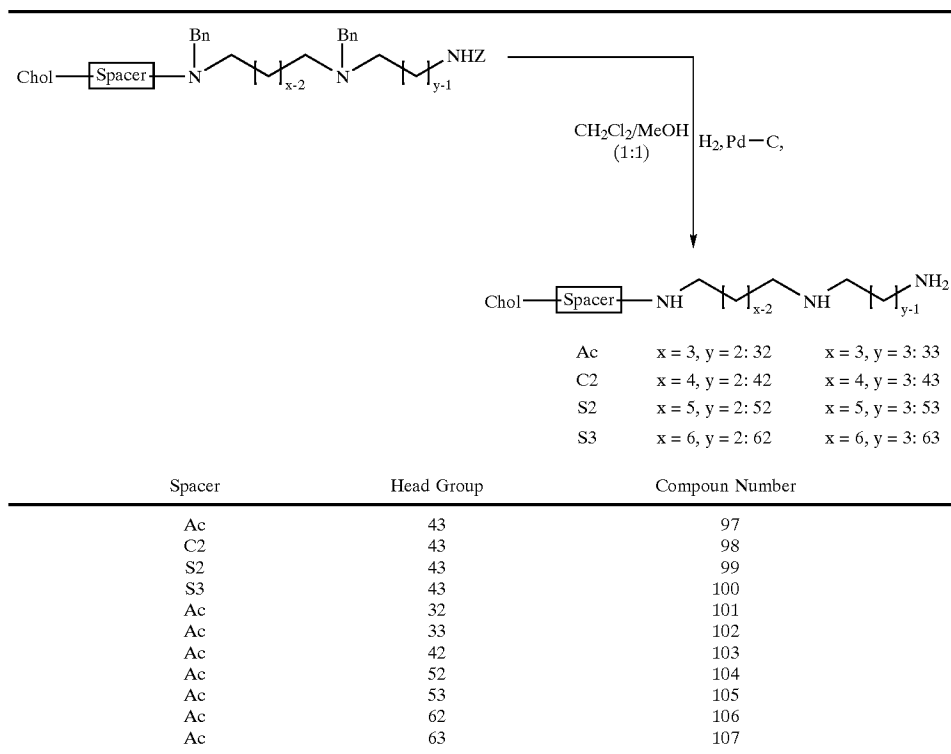 Bn Bn
Chol Spacer N x-2 N y-1 NHZ
CH2Cl2/MeOH
(1:1)
H2, Pd—C,
Chol Spacer NH x-2 NH y-1 NH2
Ac x = 3, y = 2: 32 x = 3, y = 3: 33
C2 x = 4, y = 2: 42 x = 4, y = 3: 43
S2 x = 5, y = 2: 52 x = 5, y = 3: 53
S3 x = 6, y = 2: 62 x = 6, y = 3: 63
Spacer Head Group Compoun Number
Ac 43 97
C2 43 98
S2 43 99
S3 43 100
Ac 32 101
Ac 33 102
Ac 42 103
Ac 52 104
Ac 53 105
Ac 62 106
Ac 63 107